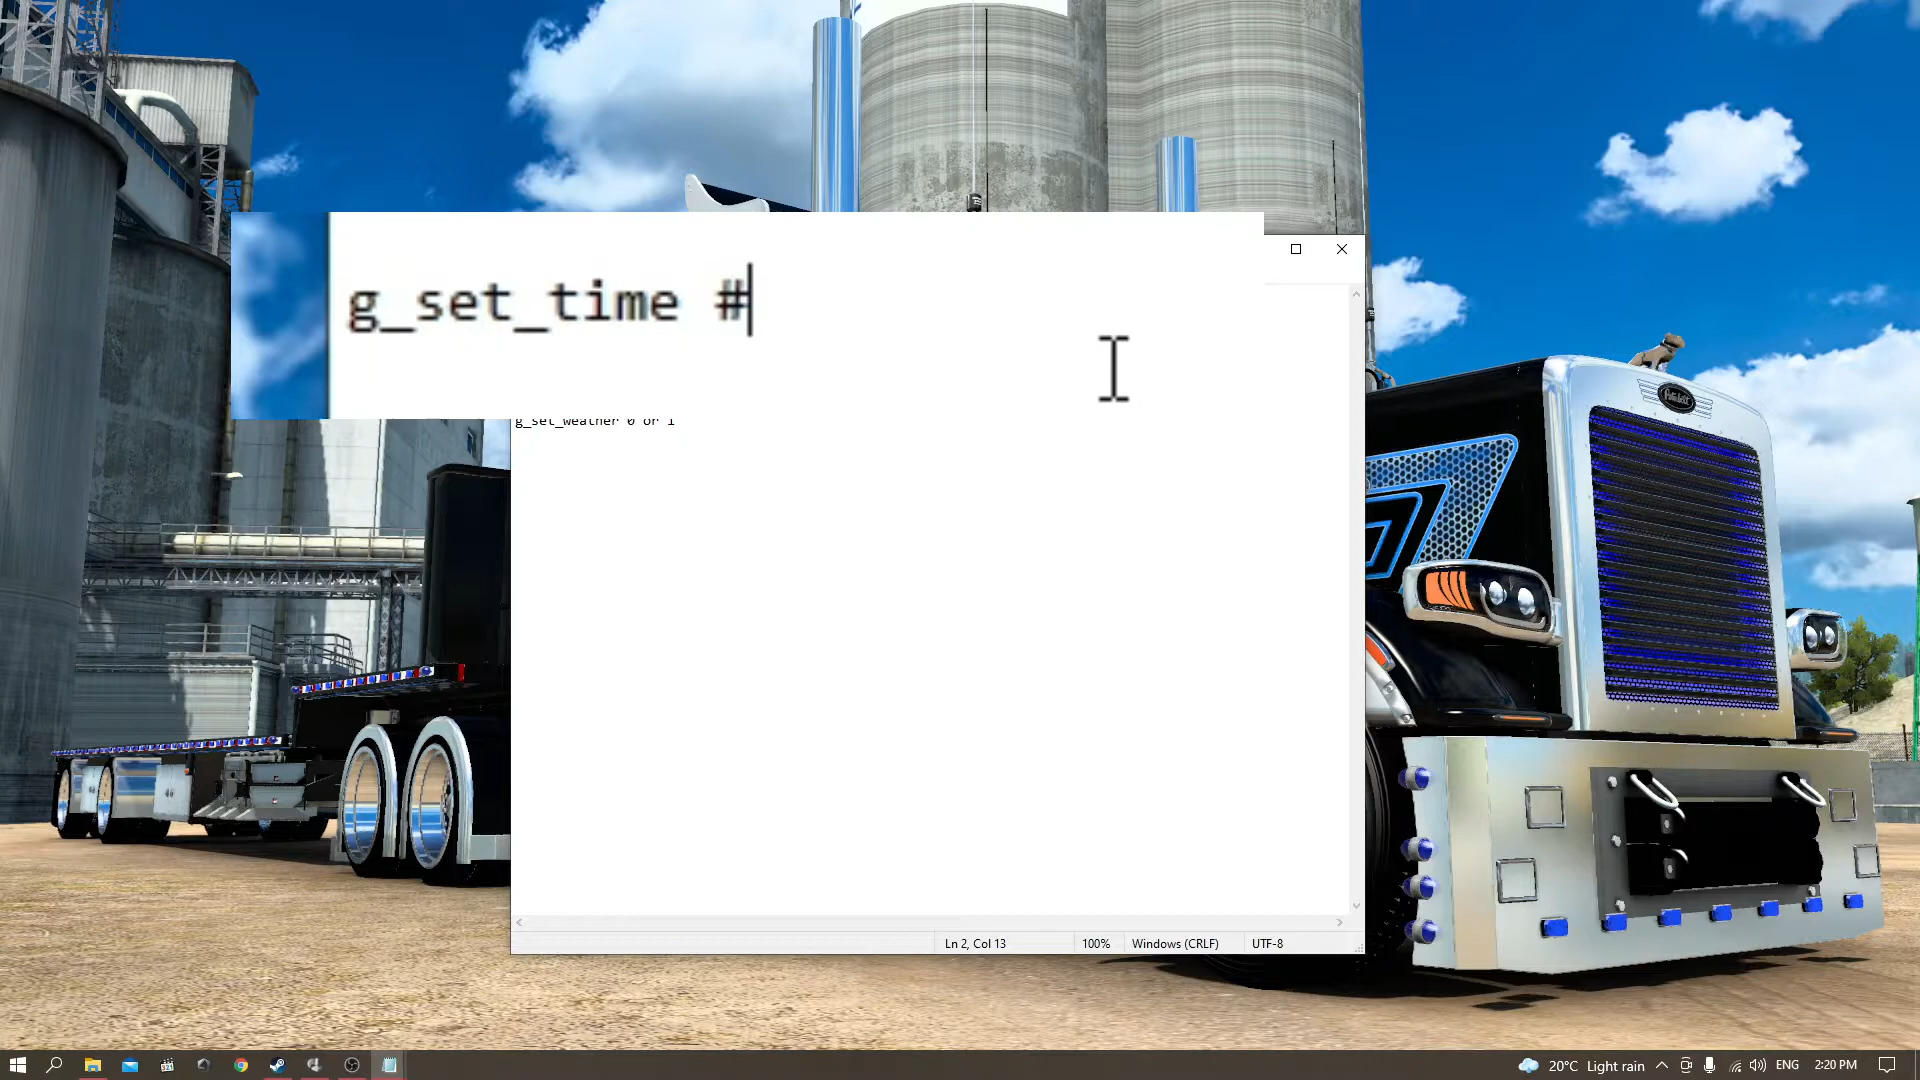 g_set_time #
g_set_weather 0 or 1
Ln 2, Col 13
100%
Windows (CRLF)
UTF-8
20°C Light rain
ENG
2:20 PM